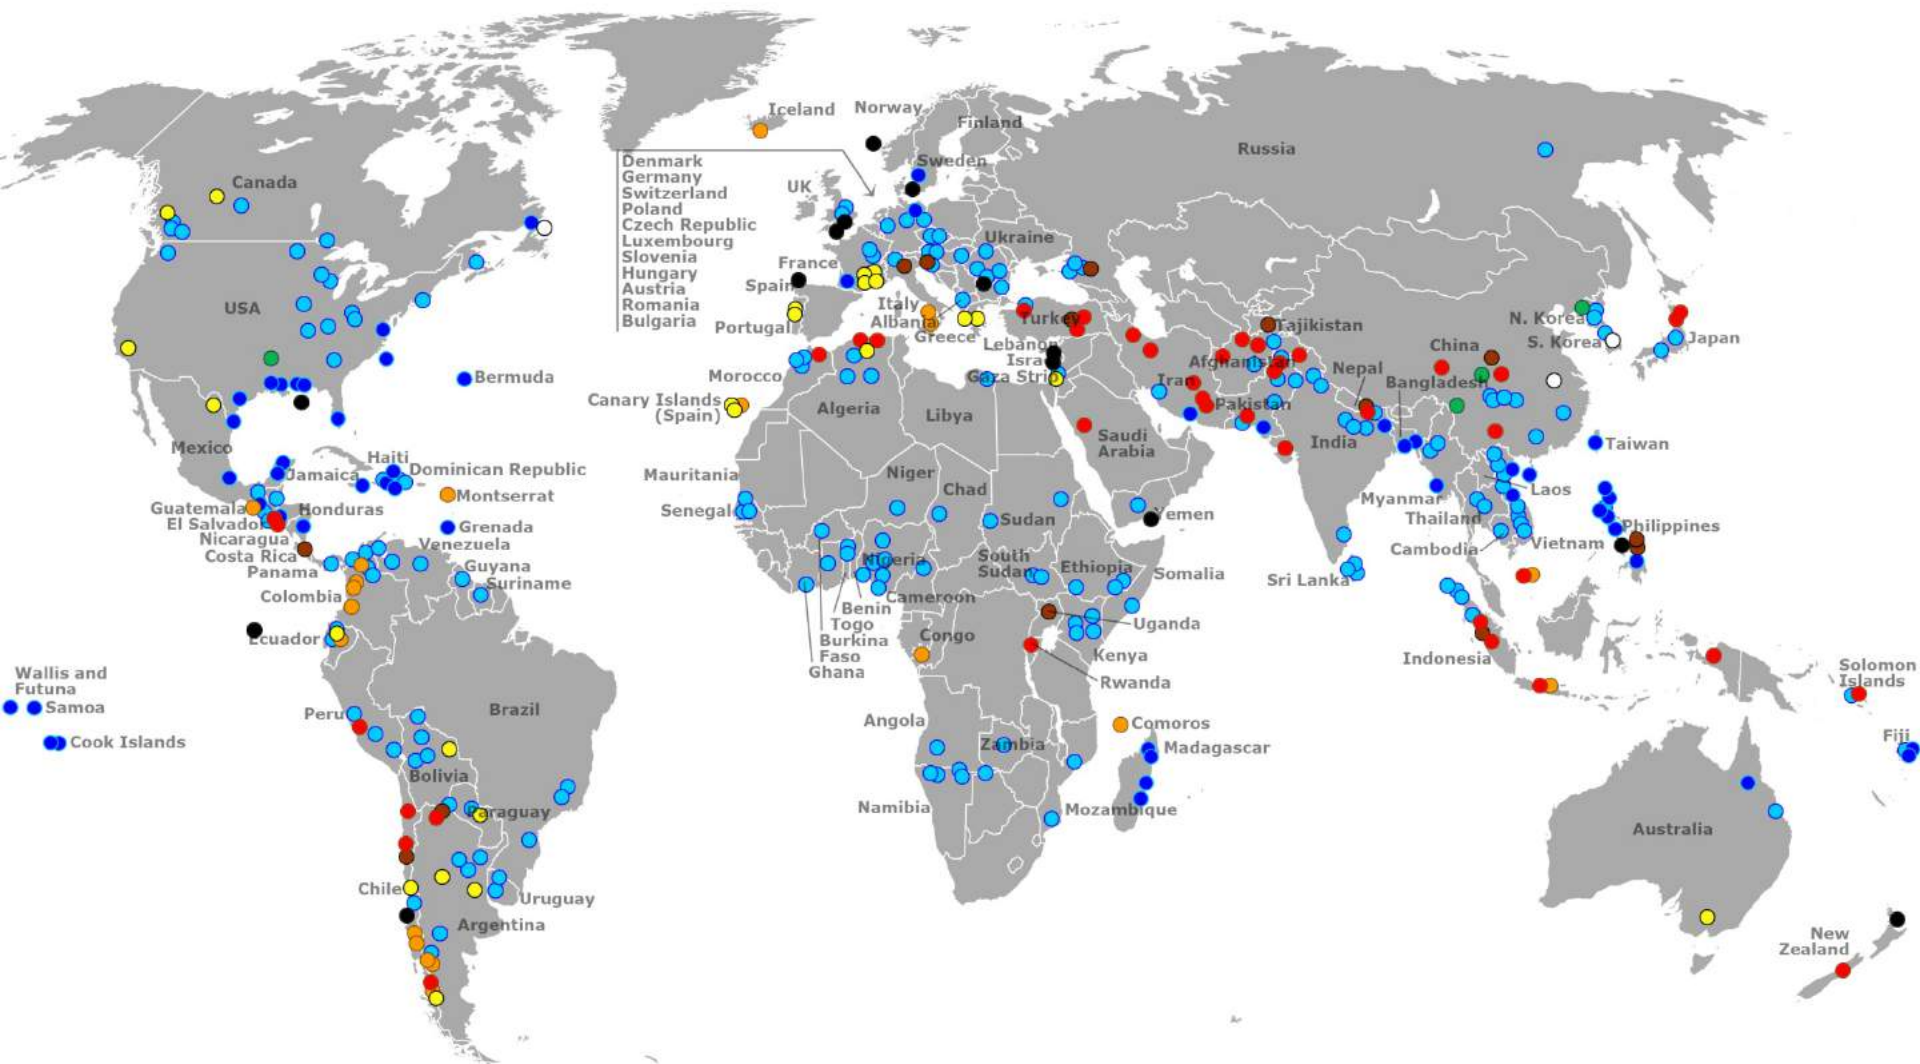 Iceland
Norway
Finland
Russia
Denmark
Germany
Switzerland
Poland
Czech Republic
Luxembourg
Slovenia
Hungary
Austria
Romania
Bulgaria
UK
Sweden
Canada
Ukraine
France
Spain
USA
Italy
Albania
Portugal
Greece
Turkey
Tajikistan
N. Korea
S. Korea
Japan
China
Lebanon
Isra
Gaza Strip
Afghanistan
Nepal
Bangladesh
Iran
Pakistan
Morocco
Bermuda
Canary Islands
(Spain)
Algeria
Libya
Saudi
Arabia
India
Taiwan
Mexico
Haiti
Jamaica
Dominican Republic
Mauritania
Niger
Chad
Montserrat
Myanmar
Laos
Guatemala
Honduras
El Salvador
Senegal
Sudan
Yemen
Thailand
Grenada
Philippines
Nicaragua
Costa Rica
Venezuela
Cambodia
Vietnam
Panama
Guyana
Suriname
Nigeria
South
Sudan
Ethiopia
Somalia
Sri Lanka
Colombia
Cameroon
Benin
Togo
Burkina
Faso
Ghana
Ecuador
Congo
Uganda
Kenya
Rwanda
Indonesia
Solomon
Islands
Wallis and
Futuna
Samoa
Cook Islands
Peru
Brazil
Angola
Zambia
Comoros
Madagascar
Fiji
Bolivia
Paraguay
Namibia
Mozambique
Australia
Chile
Uruguay
Argentina
New
Zealand